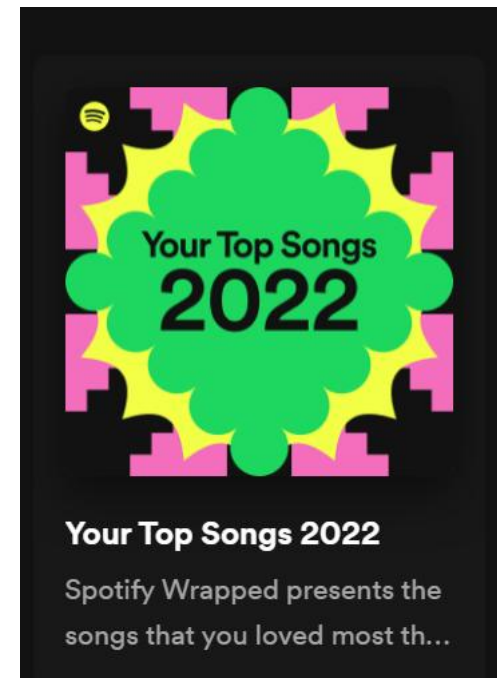 Your Top Songs
2022
Your Top Songs 2022
Spotify Wrapped presents the
songs that you loved most th...